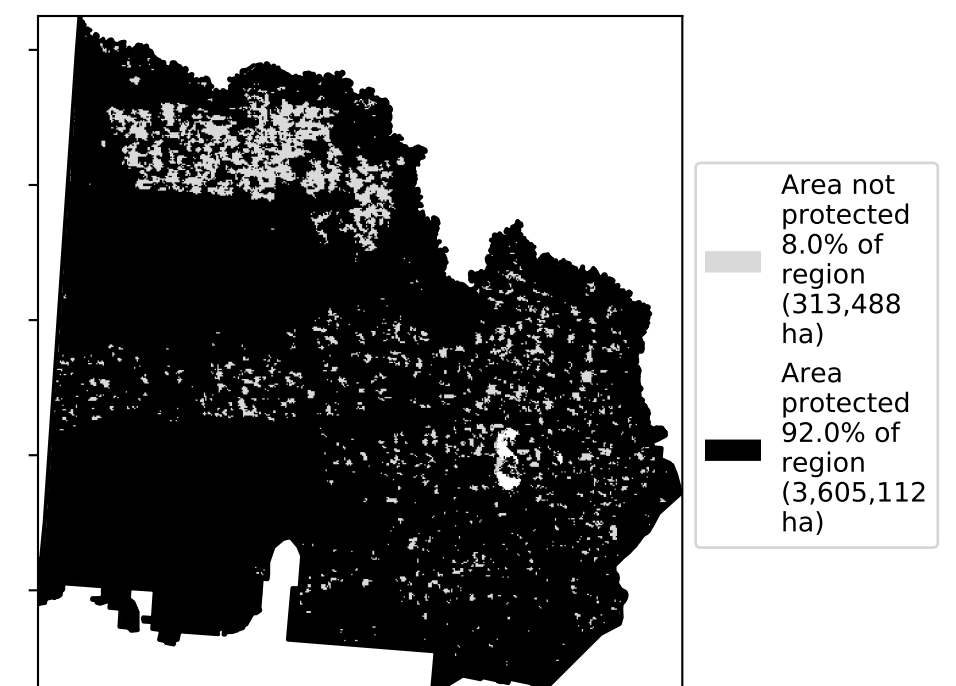 Area not
protected
8.0% of
region
(313,488
ha)
Area
protected
92.0% of
region
(3,605,112
ha)